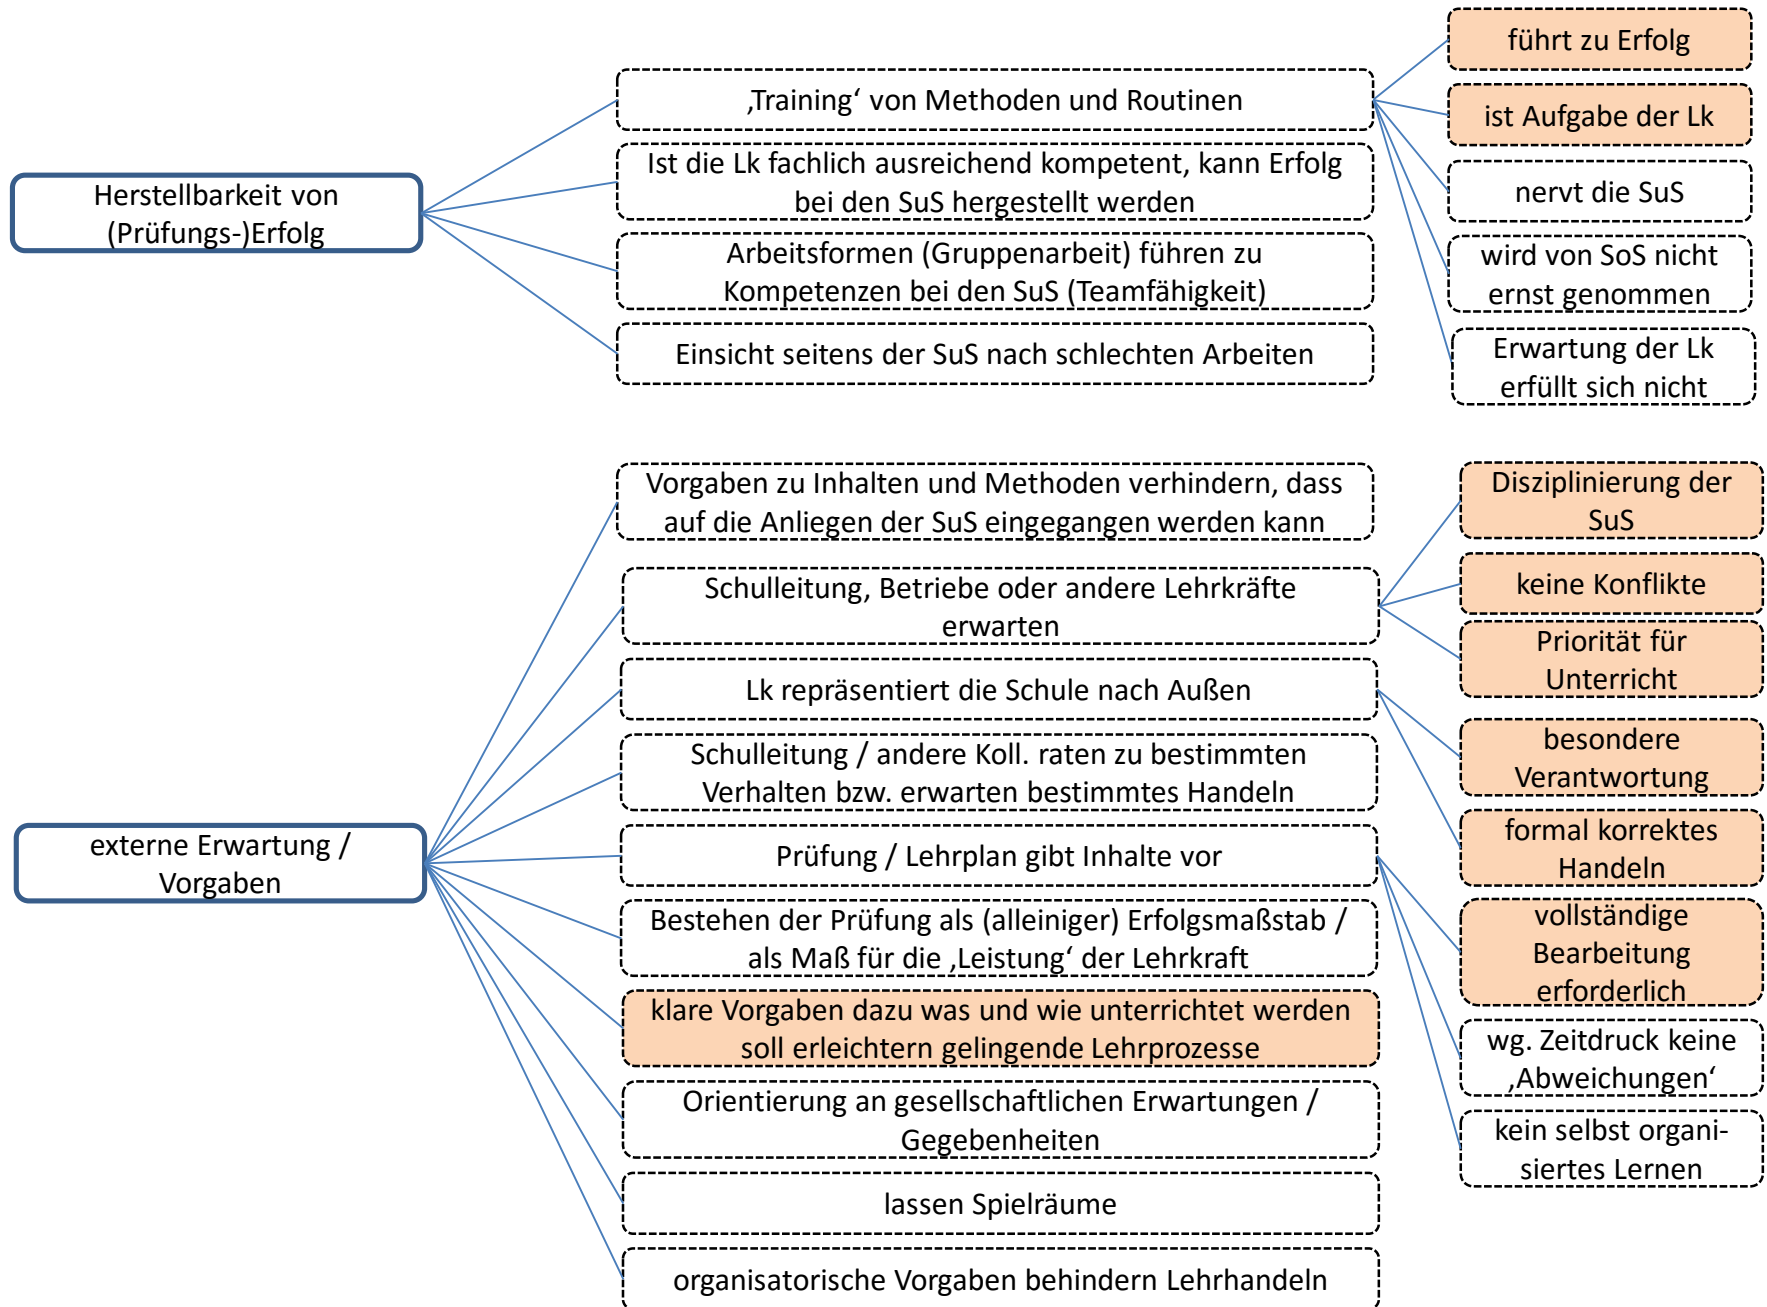 Herstellbarkeit von
(Prüfungs-)Erfolg
‚Training‘ von Methoden und Routinen
Ist die Lk fachlich ausreichend kompetent, kann Erfolg
bei den SuS hergestellt werden
Arbeitsformen (Gruppenarbeit) führen zu
Kompetenzen bei den SuS (Teamfähigkeit)
Einsicht seitens der SuS nach schlechten Arbeiten
führt zu Erfolg
ist Aufgabe der Lk
nervt die SuS
wird von SoS nicht
ernst genommen
Erwartung der Lk
erfüllt sich nicht
externe Erwartung /
Vorgaben
Vorgaben zu Inhalten und Methoden verhindern, dass
auf die Anliegen der SuS eingegangen werden kann
Schulleitung, Betriebe oder andere Lehrkräfte
erwarten
Lk repräsentiert die Schule nach Außen
Schulleitung / andere Koll. raten zu bestimmten
Verhalten bzw. erwarten bestimmtes Handeln
Prüfung / Lehrplan gibt Inhalte vor
Bestehen der Prüfung als (alleiniger) Erfolgsmaßstab /
als Maß für die ‚Leistung‘ der Lehrkraft
klare Vorgaben dazu was und wie unterrichtet werden
soll erleichtern gelingende Lehrprozesse
Orientierung an gesellschaftlichen Erwartungen /
Gegebenheiten
lassen Spielräume
organisatorische Vorgaben behindern Lehrhandeln
Disziplinierung der
SuS
keine Konflikte
Priorität für
Unterricht
besondere
Verantwortung
formal korrektes
Handeln
vollständige
Bearbeitung
erforderlich
wg. Zeitdruck keine
‚Abweichungen‘
kein selbst organi-
siertes Lernen